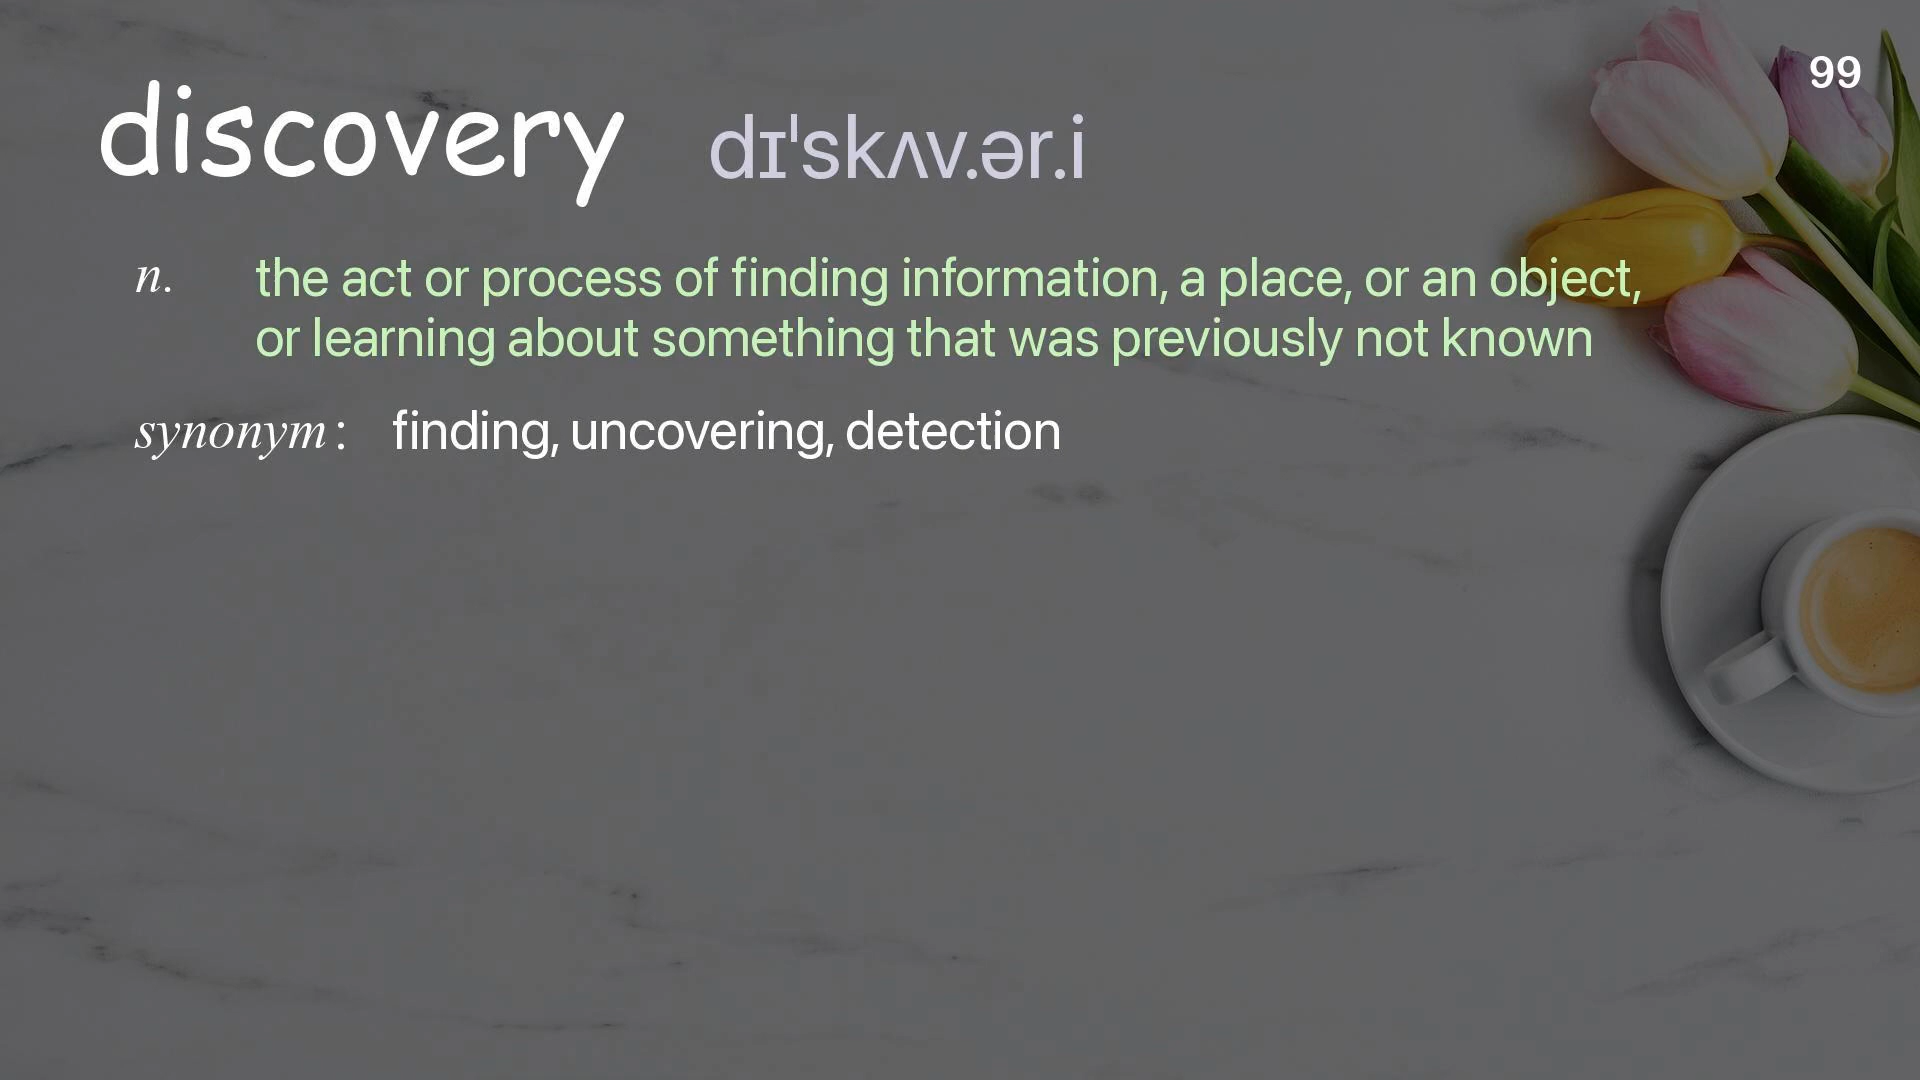 99
discovery dɪˈskʌv.ər.i
n. the act or process of finding information, a place, or an object,
or learning about something that was previously not known
synonym: finding, uncovering, detection